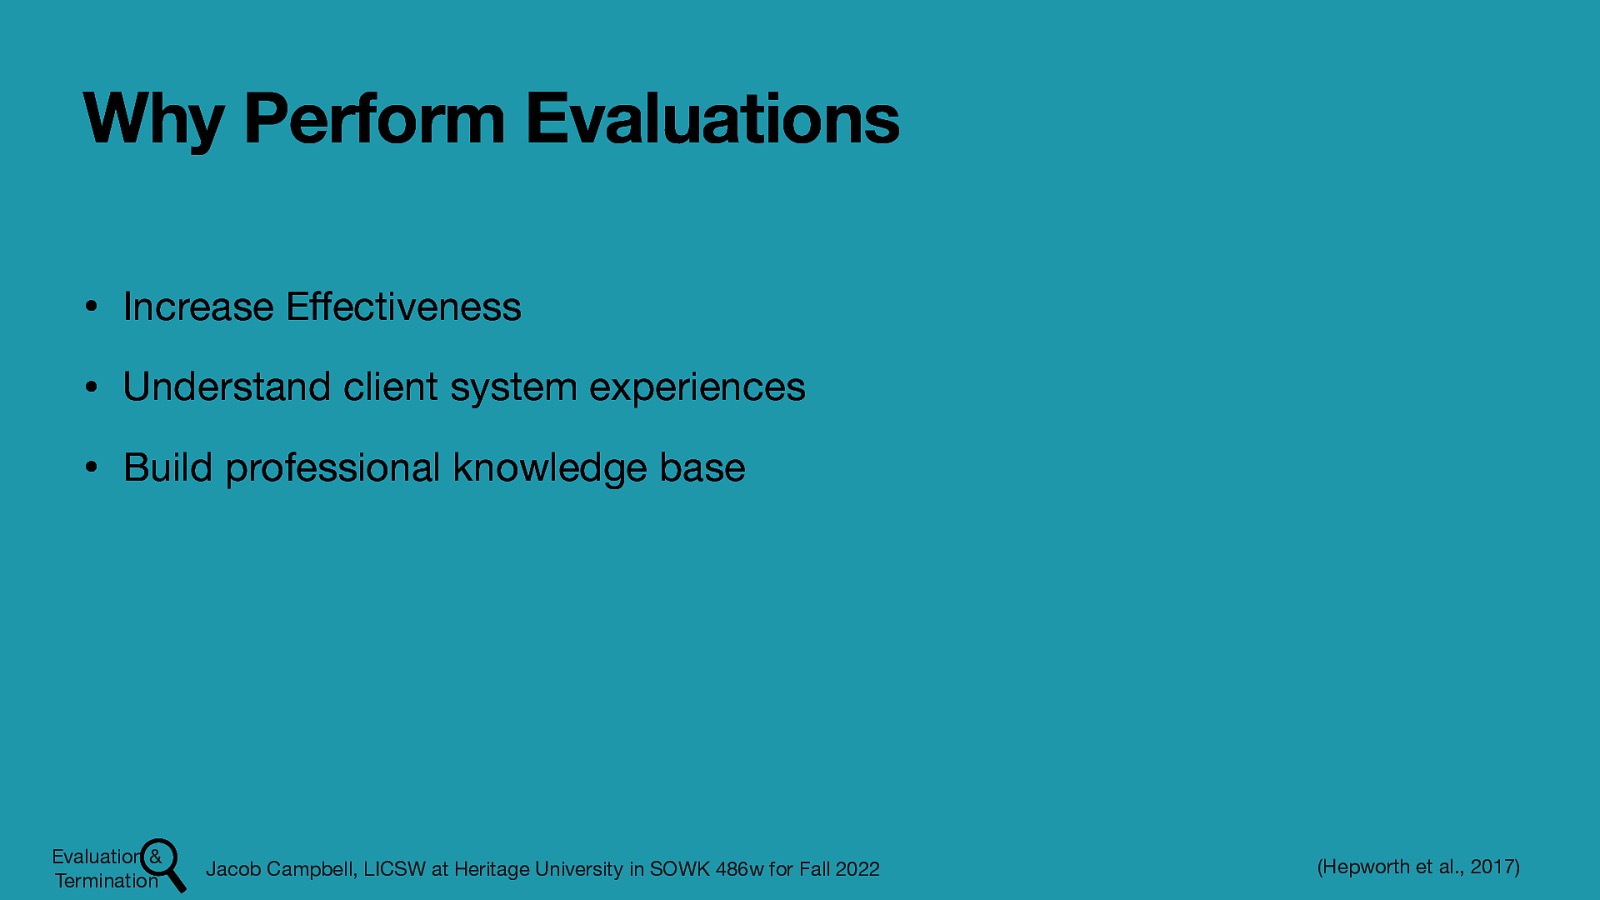 Why Perform Evaluations
• Increase Effectiveness
• Understand client system experiences
• Build professional knowledge base
Evaluation &
Termination
Jacob Campbell, LICSW at Heritage University in SOWK 486w for Fall 2022
(Hepworth et al., 2017)